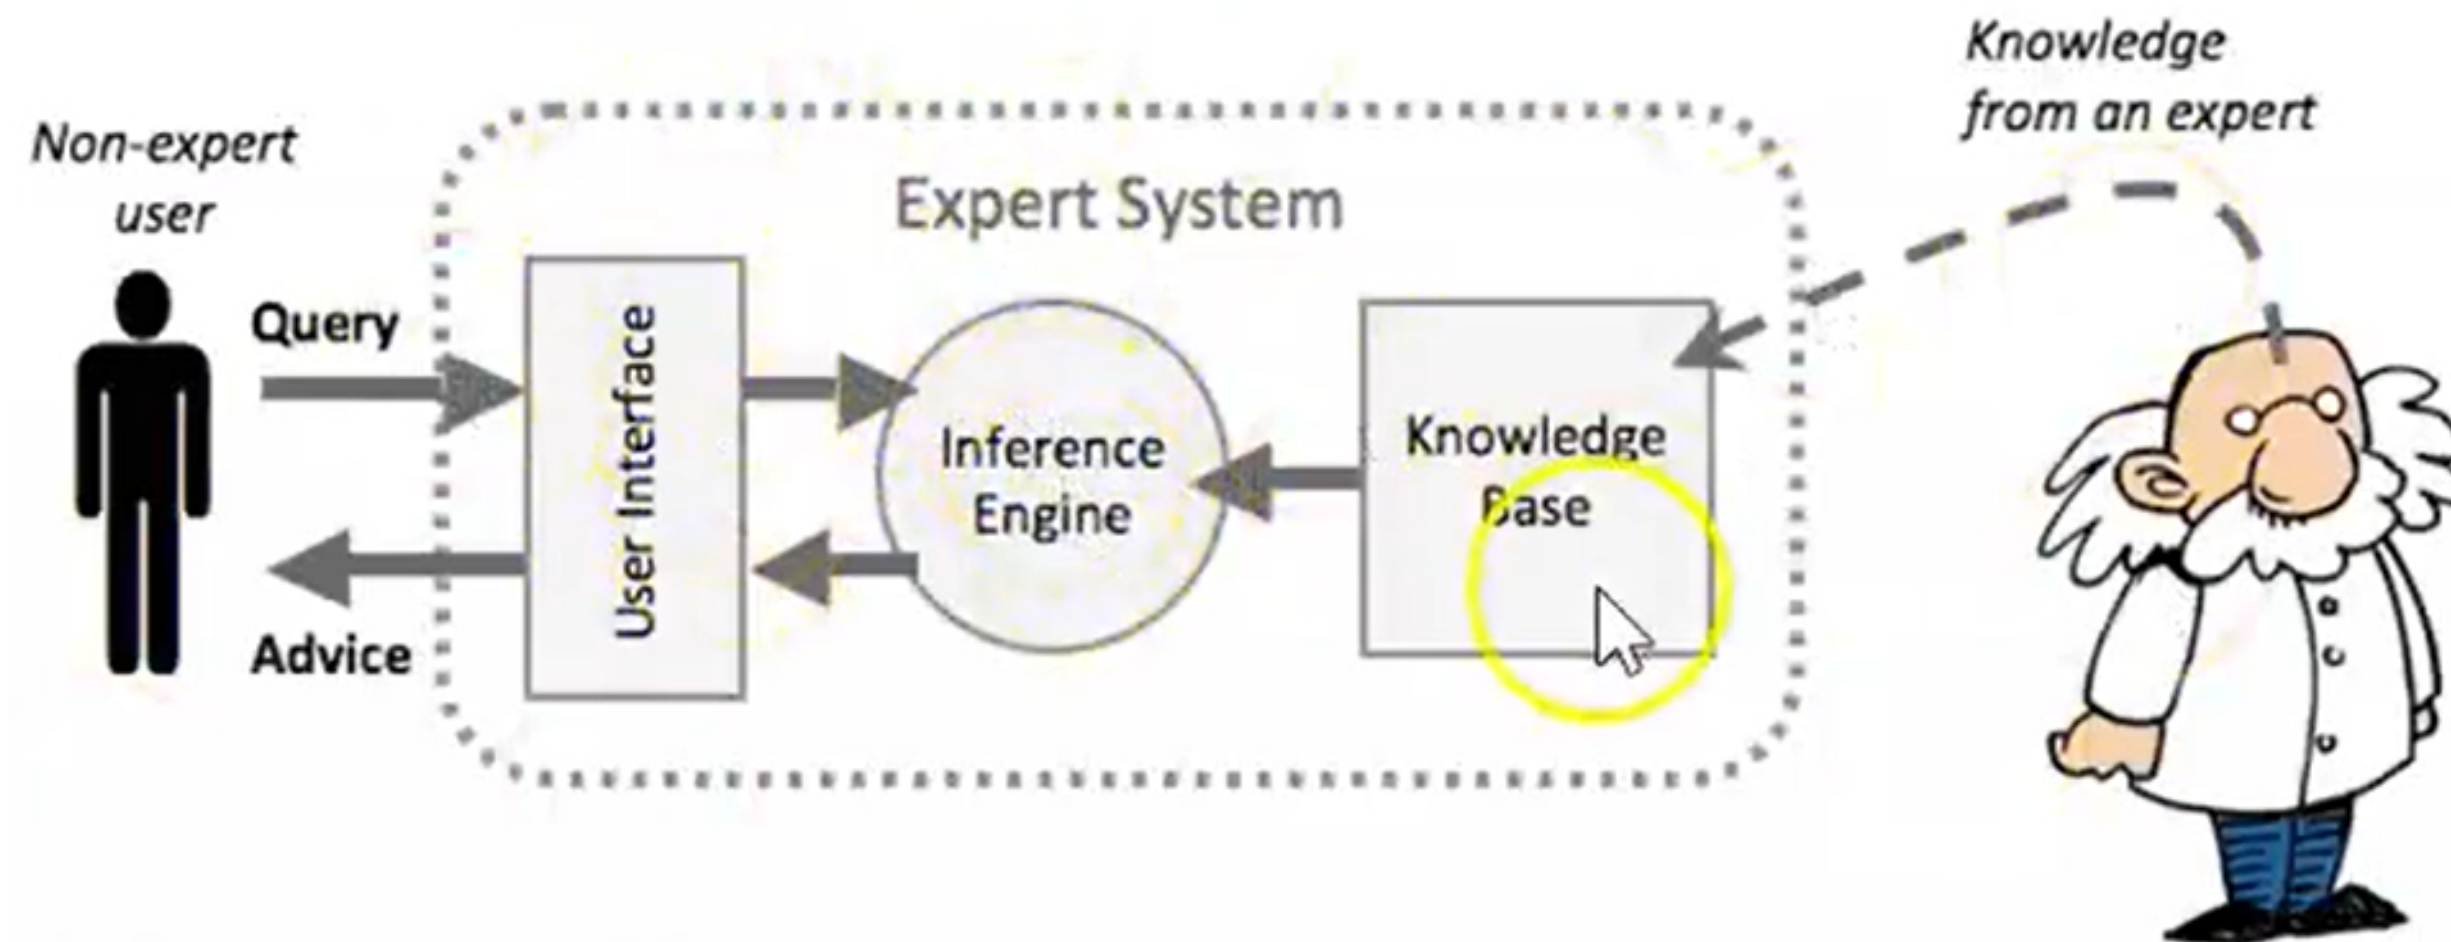 Knowledge
from an expert
Non-expert
user
Expert System
Query
User Interface
Inference
Engine
Knowledge
Base
Advice